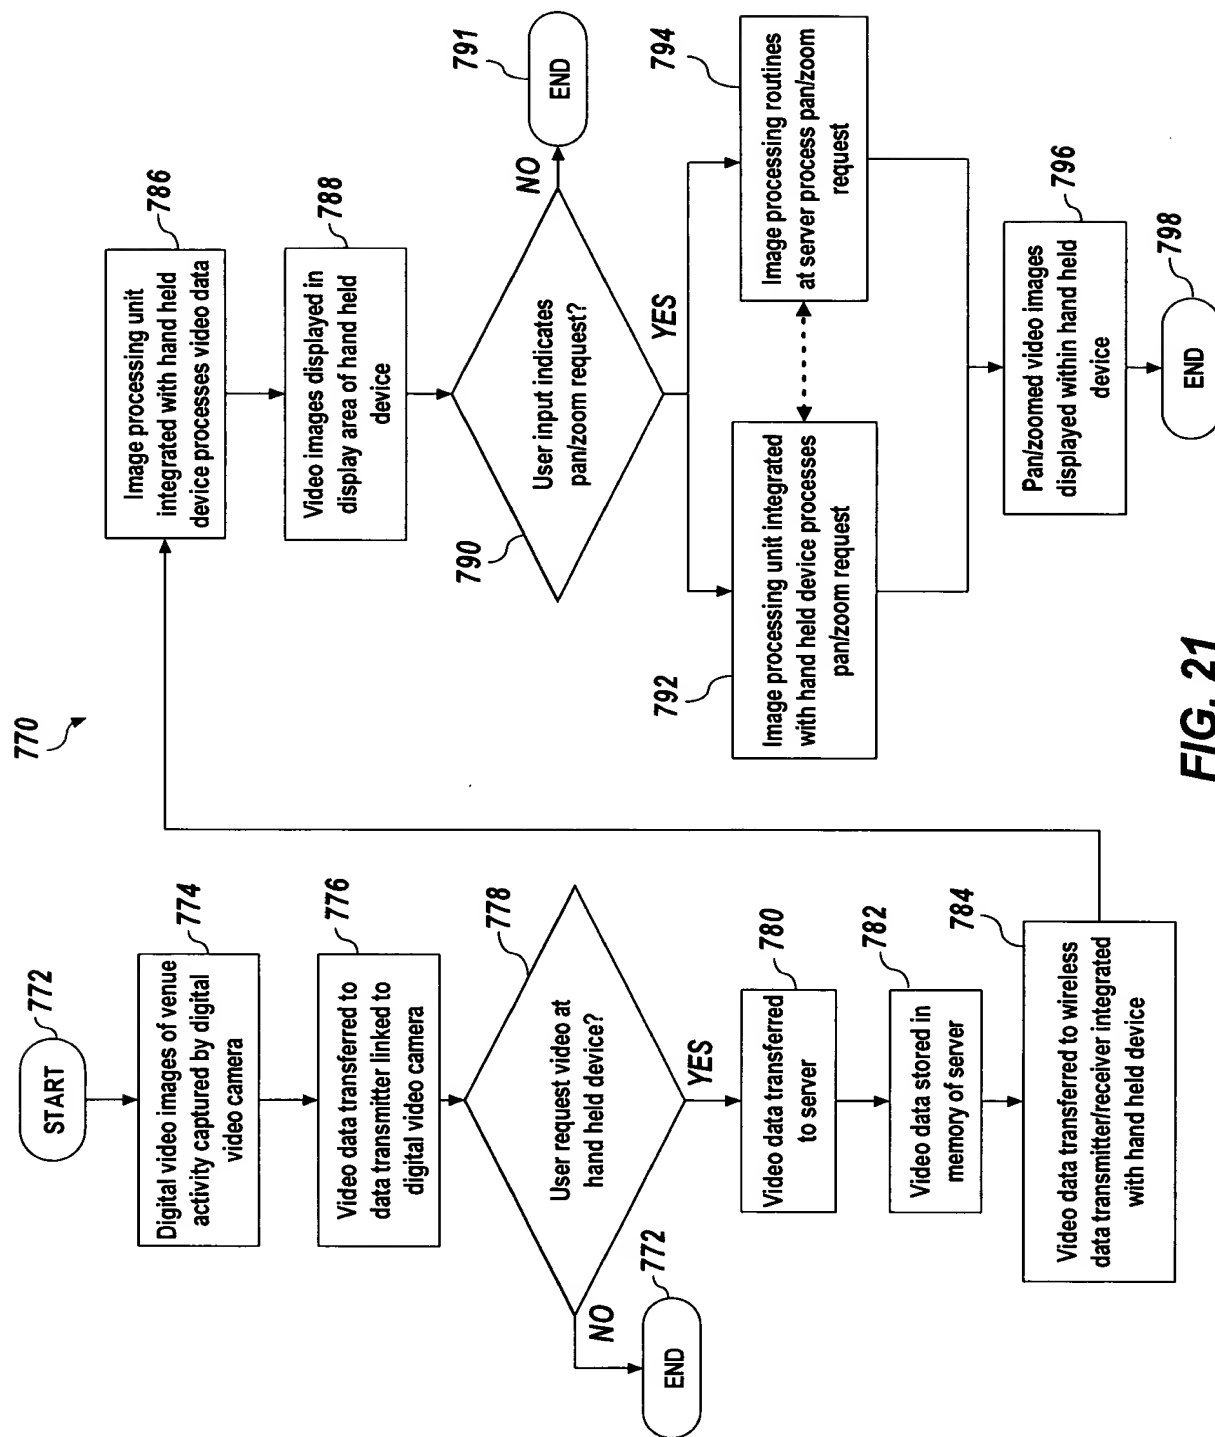 770
START
772
Digital video images of venue
activity captured by digital
video camera
774
Video data transferred to
data transmitter linked to
digital video camera
776
User request video at
hand held device?
778
NO
END
772
YES
Video data transferred
to server
780
Video data stored in
memory of server
782
Video data transferred to wireless
data transmitter/receiver integrated
with hand held device
784
Image processing unit
integrated with hand held
device processes video data
786
Video images displayed in
display area of hand held
device
788
User input indicates
pan/zoom request?
790
NO
END
791
YES
Image processing unit integrated
with hand held device processes
pan/zoom request
792
Image processing routines
at server process pan/zoom
request
794
Pan/zoomed video images
displayed within hand held
device
796
END
798
FIG. 21